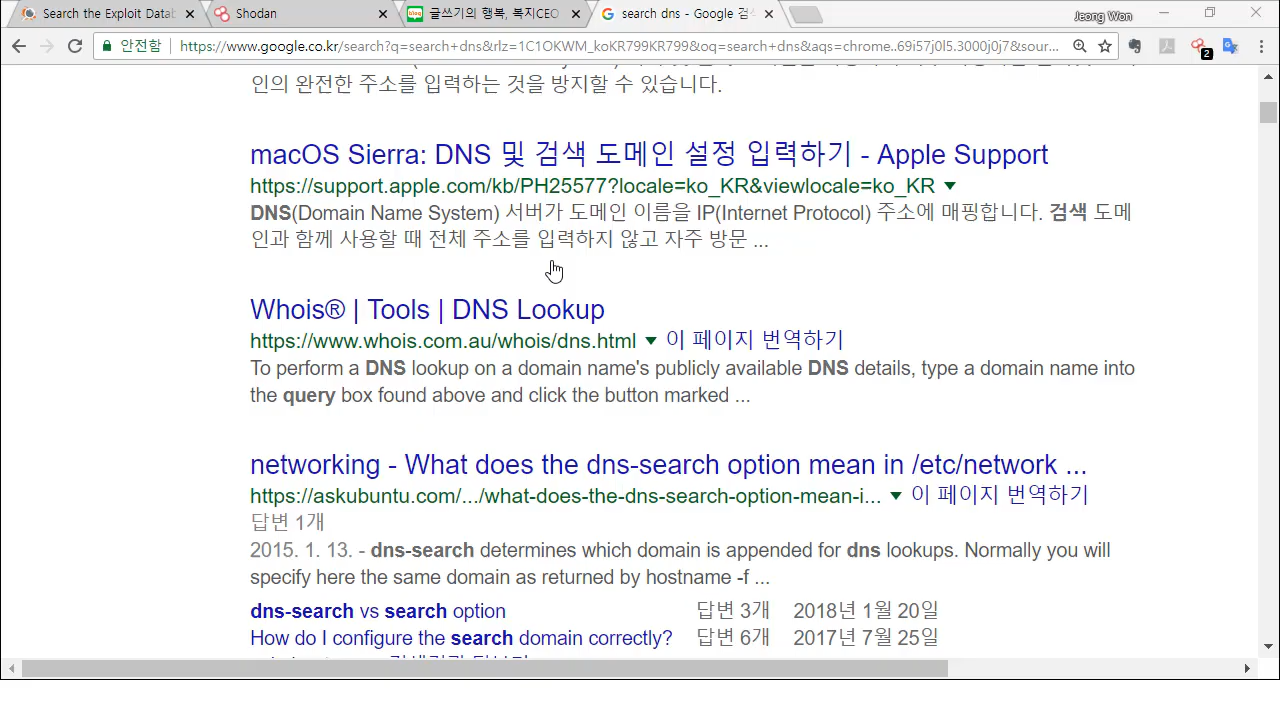 Search the Exploit Datab
Shodan
blog
글쓰기의 행복, 복지CEO
search dns - Google 검색
Jeong Won
안전함
https://www.google.co.kr/search?q=search+dns&rlz=1C1OKWM_koKR799KR799&oq=search+dns&aqs=chrome..69i57j0l5.3000j0j7&sour...
2
인의 완전한 주소를 입력하는 것을 방지할 수 있습니다.
macOS Sierra: DNS 및 검색 도메인 설정 입력하기 - Apple Support
https://support.apple.com/kb/PH25577?locale=ko_KR&viewlocale=ko_KR
DNS(Domain Name System) 서버가 도메인 이름을 IP(Internet Protocol) 주소에 매핑합니다. 검색 도메
인과 함께 사용할 때 전체 주소를 입력하지 않고 자주 방문 ...
Whois® | Tools | DNS Lookup
https://www.whois.com.au/whois/dns.html 이 페이지 번역하기
To perform a DNS lookup on a domain name's publicly available DNS details, type a domain name into
the query box found above and click the button marked ...
networking - What does the dns-search option mean in /etc/network ...
https://askubuntu.com/.../what-does-the-dns-search-option-mean-i... 이 페이지 번역하기
답변 1개
2015. 1. 13. - dns-search determines which domain is appended for dns lookups. Normally you will
specify here the same domain as returned by hostname -f ...
dns-search vs search option 답변 3개 2018년 1월 20일
How do I configure the search domain correctly? 답변 6개 2017년 7월 25일